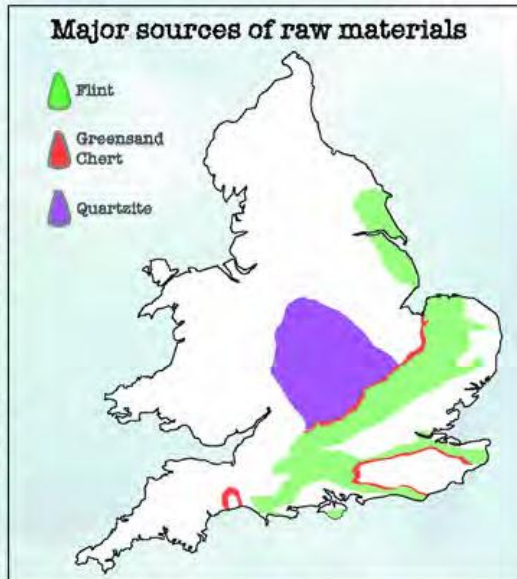 Major sources of raw materials
Flint
Greensand
Chert
Quartzite